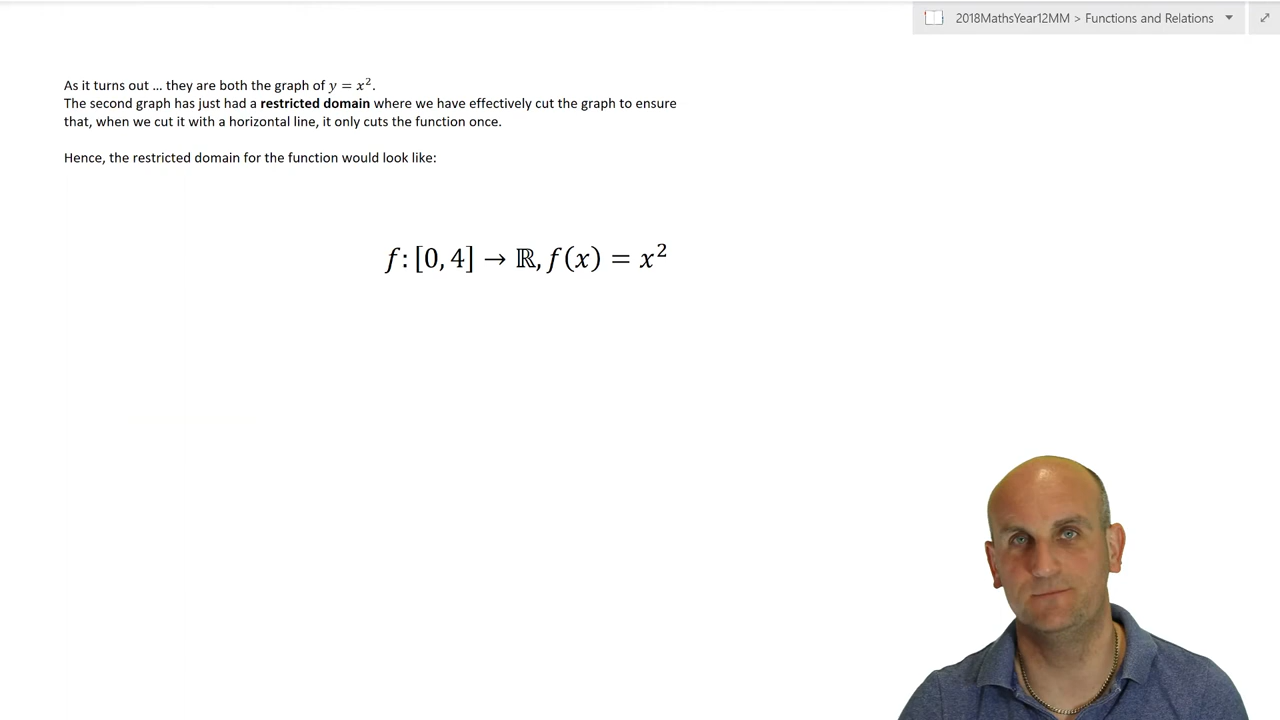 2018MathsYear12MM > Functions and Relations
As it turns out ... they are both the graph of y = x².
The second graph has just had a restricted domain where we have effectively cut the graph to ensure
that, when we cut it with a horizontal line, it only cuts the function once.
Hence, the restricted domain for the function would look like:
f: [0, 4] → ℝ, f(x) = x²